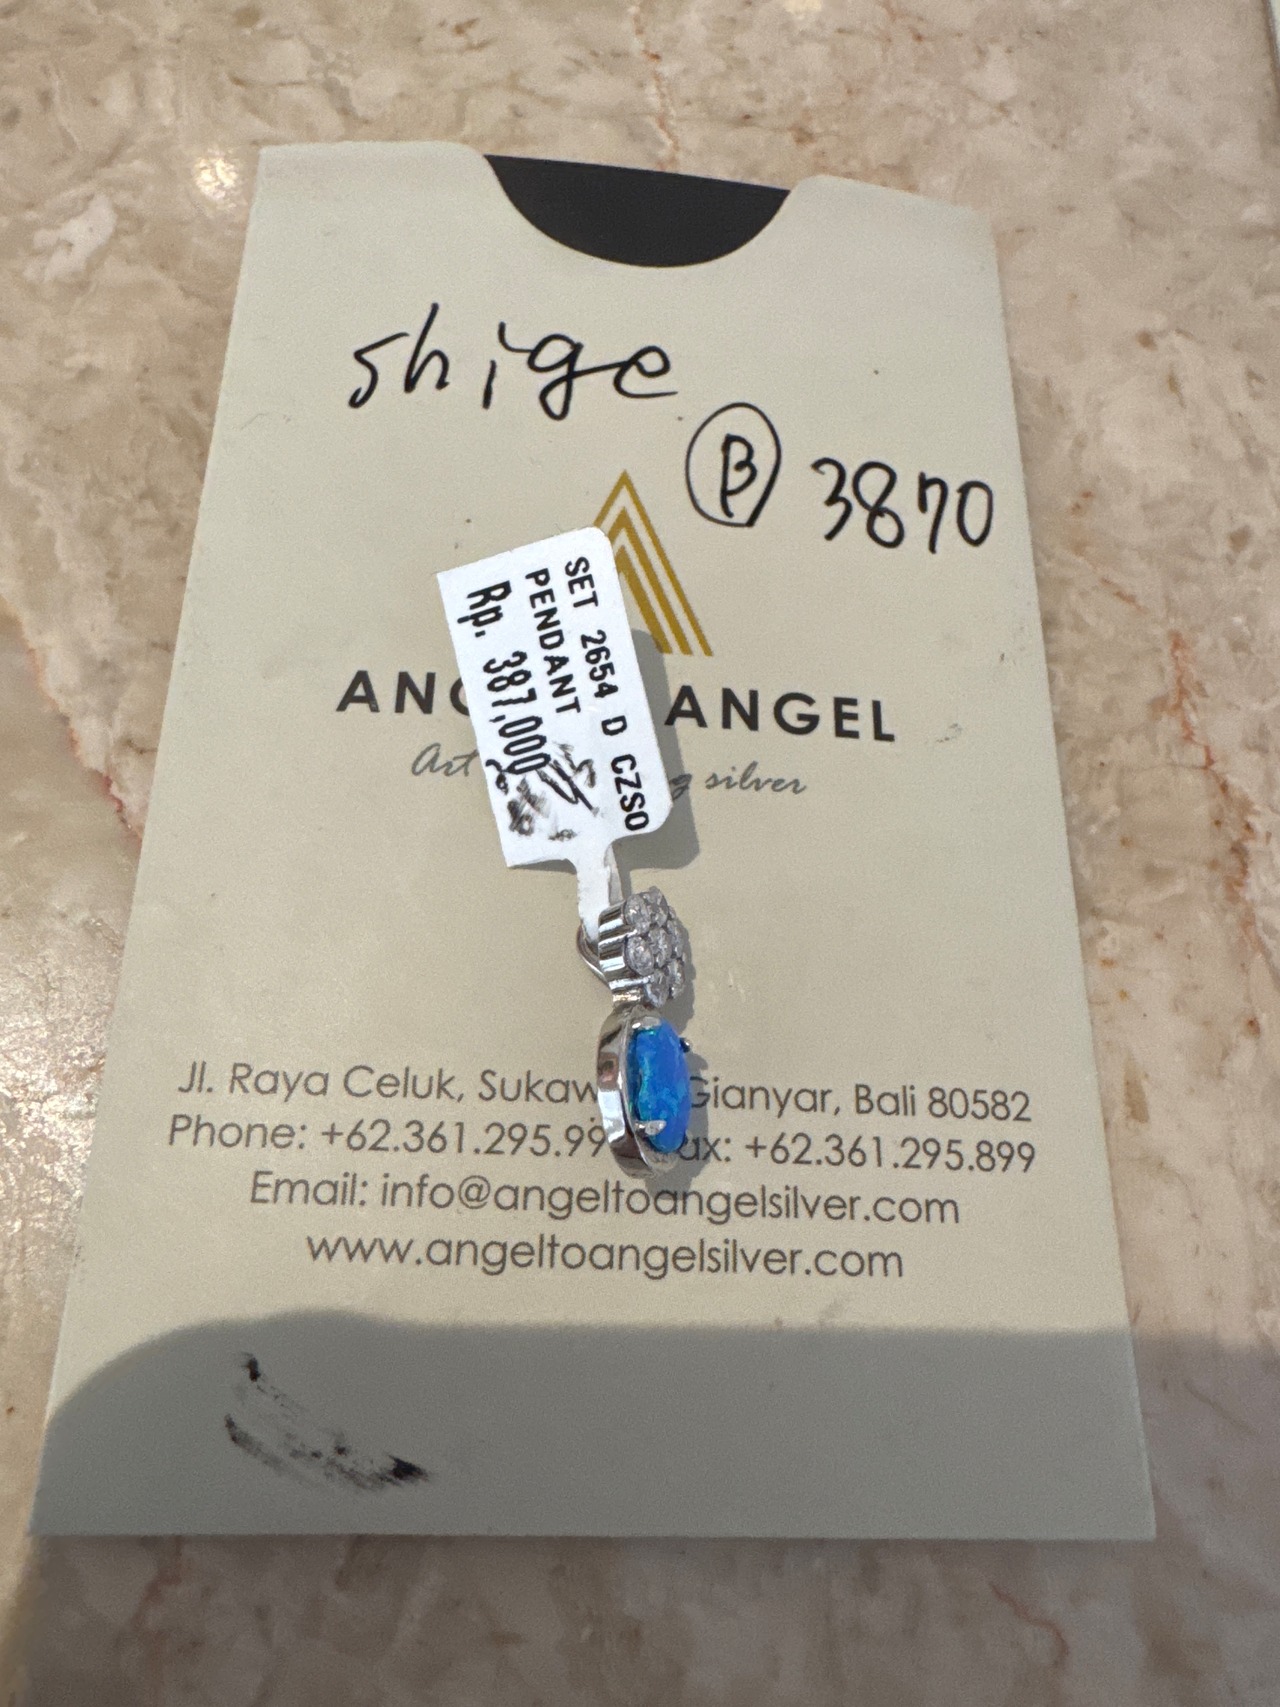 shige
β 3870
SET 2654 D CZSO
PENDANT
Rp. 387,000
ANGEL
Art silver
Jl. Raya Celuk, Sukaw Gianyar, Bali 80582
Phone: +62.361.295.99 ax: +62.361.295.899
Email: info@angeltoangelsilver.com
www.angeltoangelsilver.com